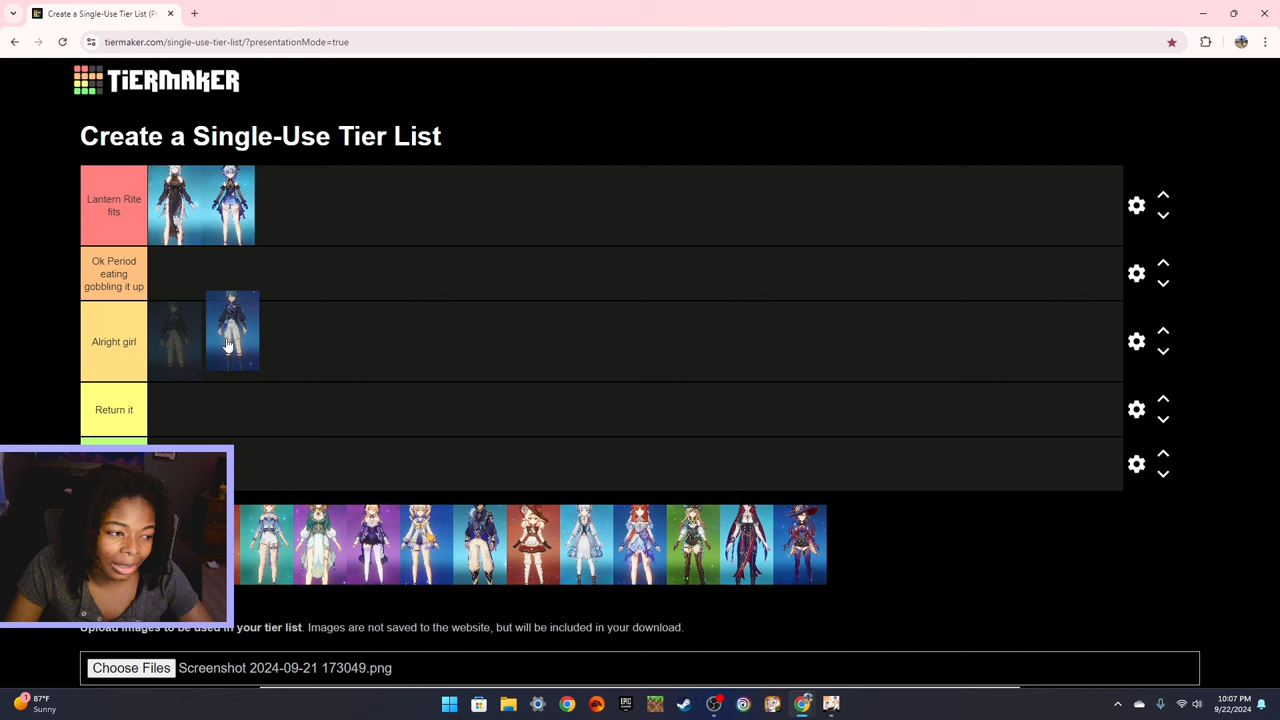 Create a Single-Use Tier List (P
tiermaker.com/single-use-tier-list/?presentationMode=true
TiERMAKER
Create a Single-Use Tier List
Lantern Rite
fits
Ok Period
eating
gobbling it up
Alright girl
Return it
Upload images to be used in your tier list. Images are not saved to the website, but will be included in your download.
Choose Files Screenshot 2024-09-21 173049.png
87°F
Sunny
EPIC
10:07 PM
9/22/2024